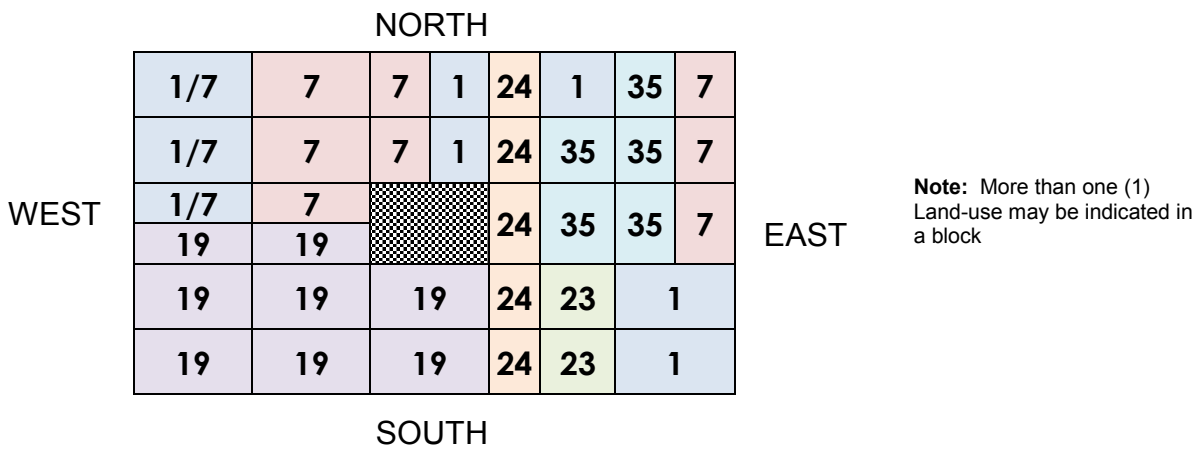 NORTH
1/7 7 7 1 24 1 35 7
1/7 7 7 1 24 35 35 7
1/7 7
24 35 35 7
19 19
WEST
EAST
19 19 19 24 23 1
19 19 19 24 23 1
SOUTH
Note: More than one (1)
Land-use may be indicated in
a block